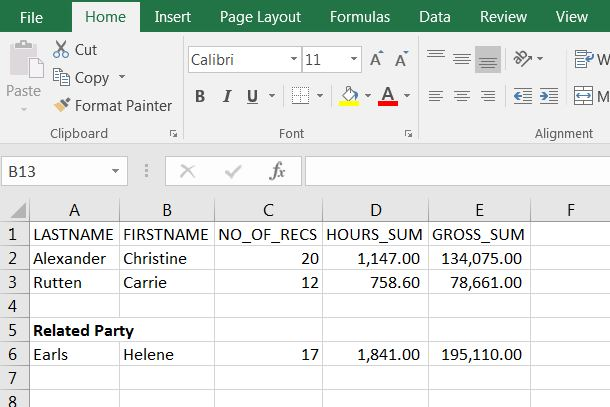 File Home Insert Page Layout Formulas Data Review View
Cut
Copy
Format Painter
Paste
Calibri 11 A A
B I U A
Clipboard Font Alignment
B13 fx
A B C D E F
1 LASTNAME FIRSTNAME NO_OF_RECS HOURS_SUM GROSS_SUM
2 Alexander Christine 20 1,147.00 134,075.00
3 Rutten Carrie 12 758.60 78,661.00
4
5 Related Party
6 Earls Helene 17 1,841.00 195,110.00
7
8